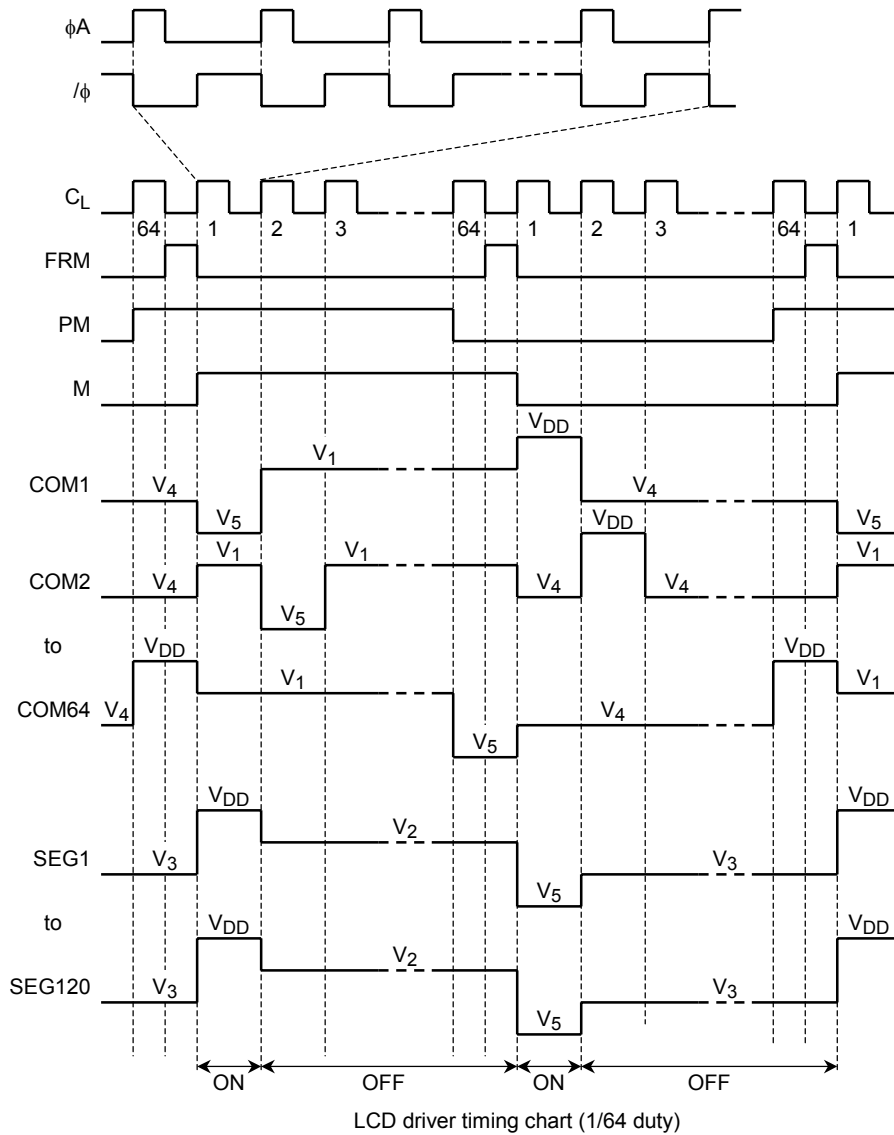 ϕA
/ϕ
CL
64 1 2 3 64 1 2 3 64 1
FRM
PM
M
VDD
V1
COM1 V4 V4
V5 VDD V5
V1 V1 V1
COM2 V4 V4 V4
V5
to
VDD VDD
V1 V1
COM64 V4 V4
V5
VDD VDD
V2
SEG1 V3 V3
V5
to
VDD VDD
V2
SEG120 V3 V3
V5
ON OFF ON OFF
LCD driver timing chart (1/64 duty)